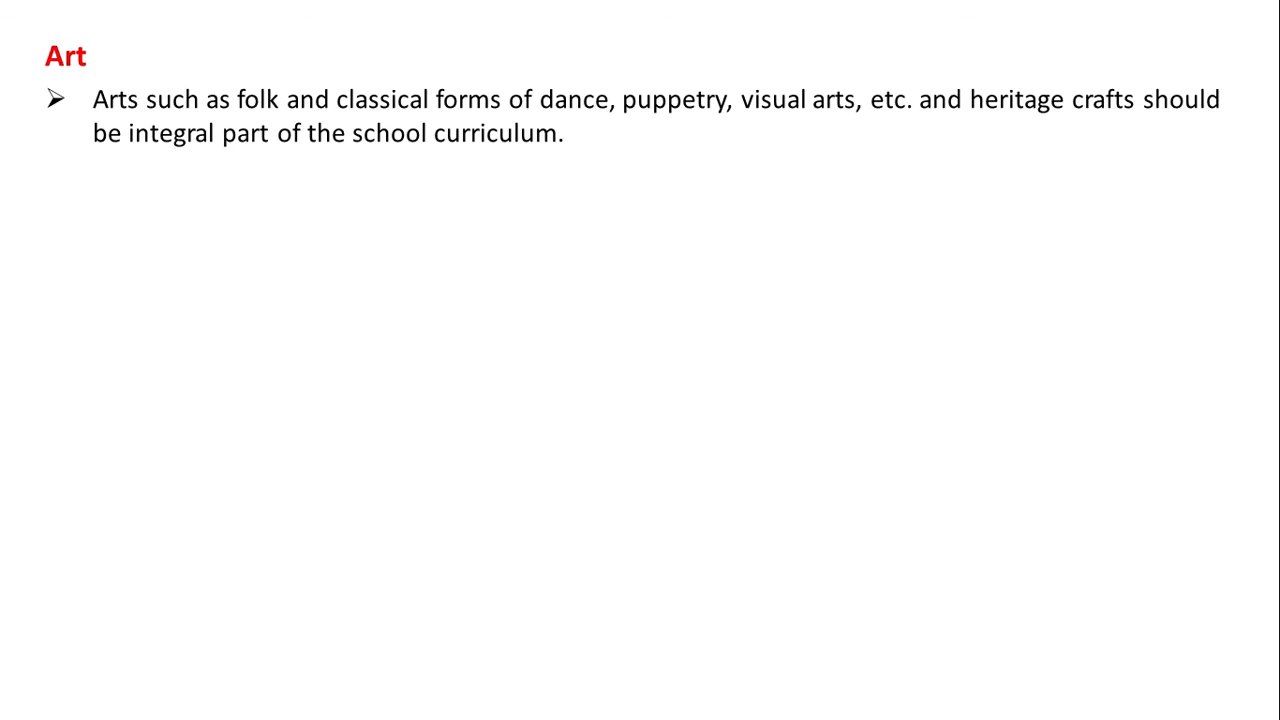 Art
➢ Arts such as folk and classical forms of dance, puppetry, visual arts, etc. and heritage crafts should
be integral part of the school curriculum.